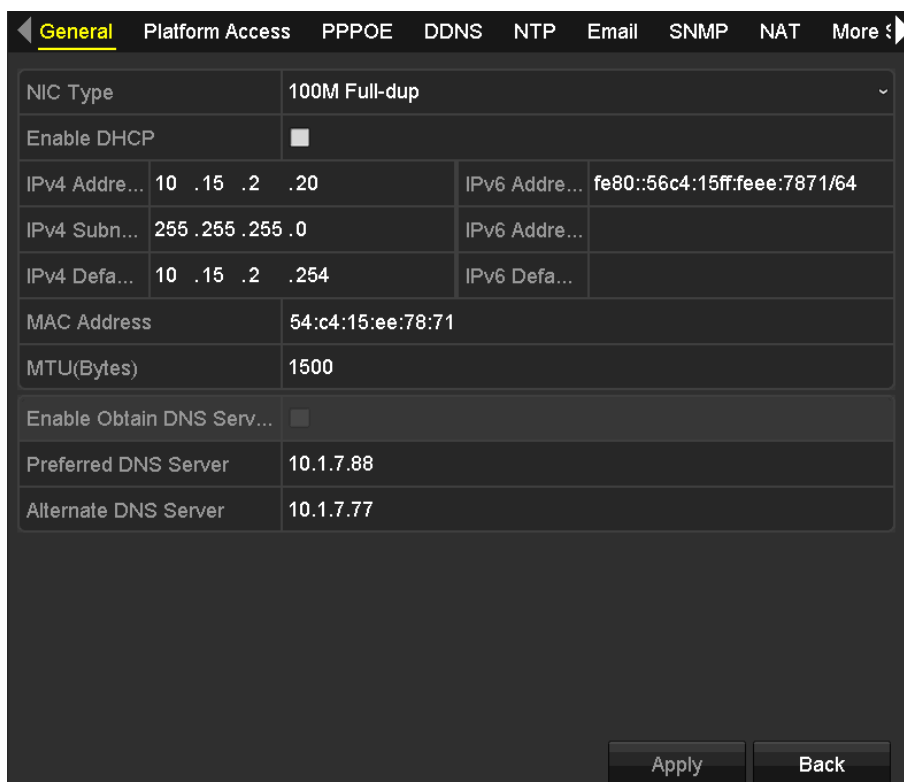 General Platform Access PPPOE DDNS NTP Email SNMP NAT More
NIC Type 100M Full-dup
Enable DHCP
IPv4 Addre... 10 .15 .2 .20 IPv6 Addre... fe80::56c4:15ff:feee:7871/64
IPv4 Subn... 255.255.255.0 IPv6 Addre...
IPv4 Defa... 10 .15 .2 .254 IPv6 Defa...
MAC Address 54:c4:15:ee:78:71
MTU(Bytes) 1500
Enable Obtain DNS Serv...
Preferred DNS Server 10.1.7.88
Alternate DNS Server 10.1.7.77
Apply Back